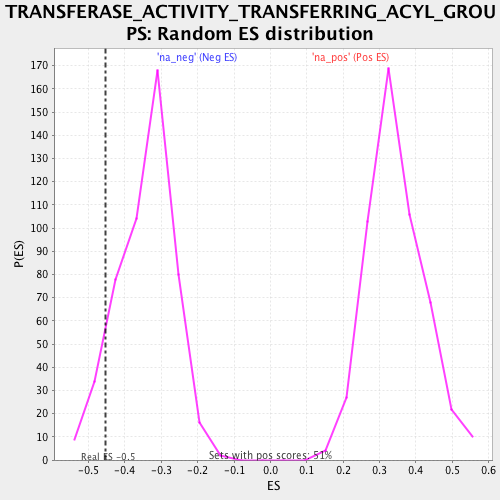 TRANSFERASE_ACTIVITY_TRANSFERRING_ACYL_GROU
PS: Random ES distribution
'na_neg' (Neg ES)
'na_pos' (Pos ES)
170
160
150
140
130
120
110
100
90
80
70
60
50
40
30
20
10
0
P(ES)
Real ES -0.5
Sets with pos scores: 51%
-0.5 -0.4 -0.3 -0.2 -0.1 0.0 0.1 0.2 0.3 0.4 0.5 0.6
ES